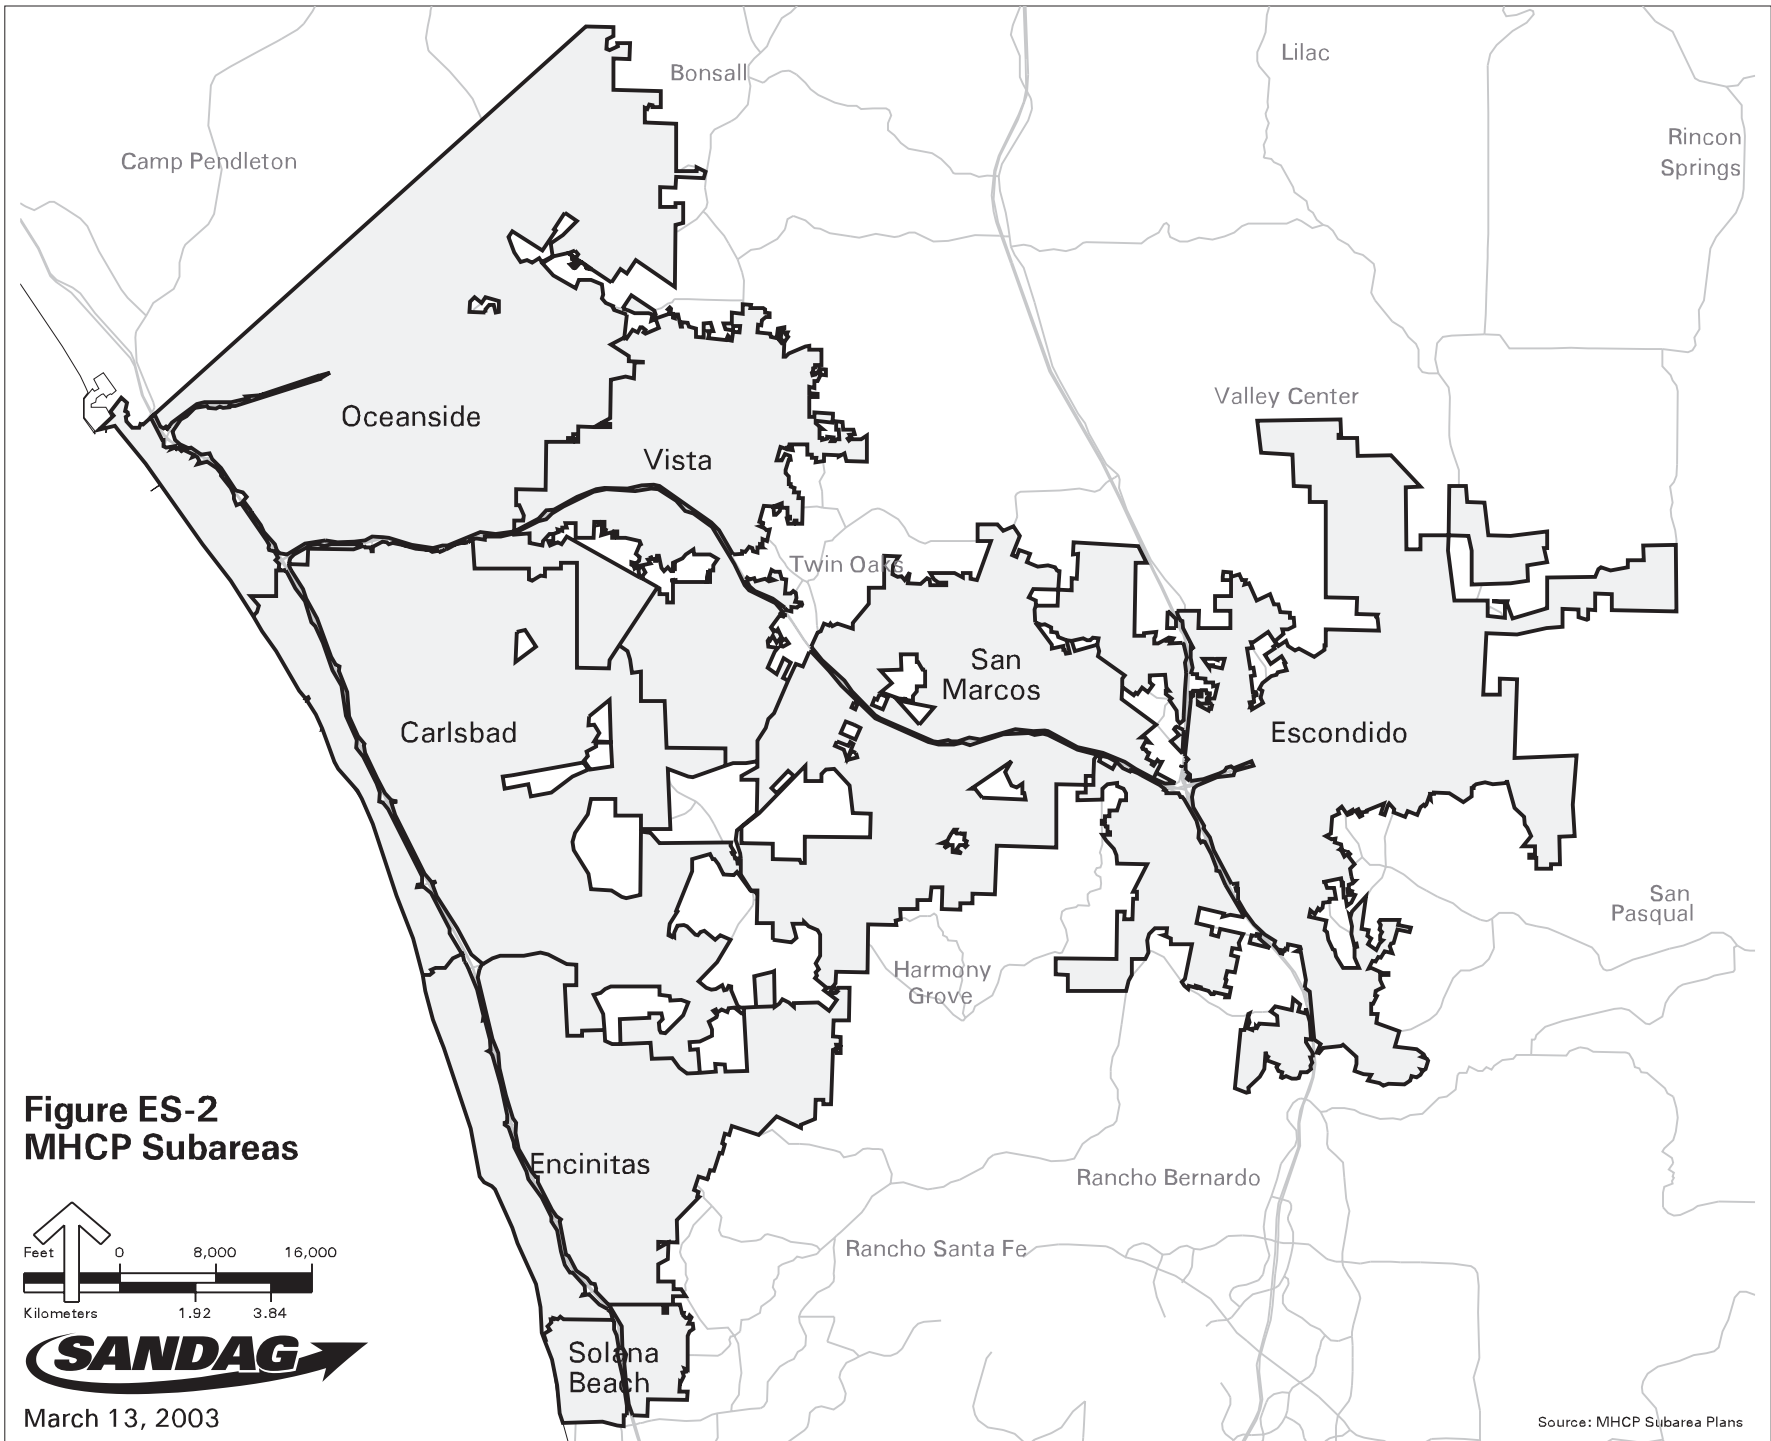 Bonsall
Lilac
Rincon
Springs
Camp Pendleton
Valley Center
Oceanside
Vista
Twin Oaks
San
Marcos
Carlsbad
Escondido
San
Pasqual
Harmony
Grove
Figure ES-2
MHCP Subareas
Encinitas
Rancho Bernardo
Rancho Santa Fe
Feet 0 8,000 16,000
Kilometers 1.92 3.84
SANDAG
Solana
Beach
March 13, 2003
Source: MHCP Subarea Plans